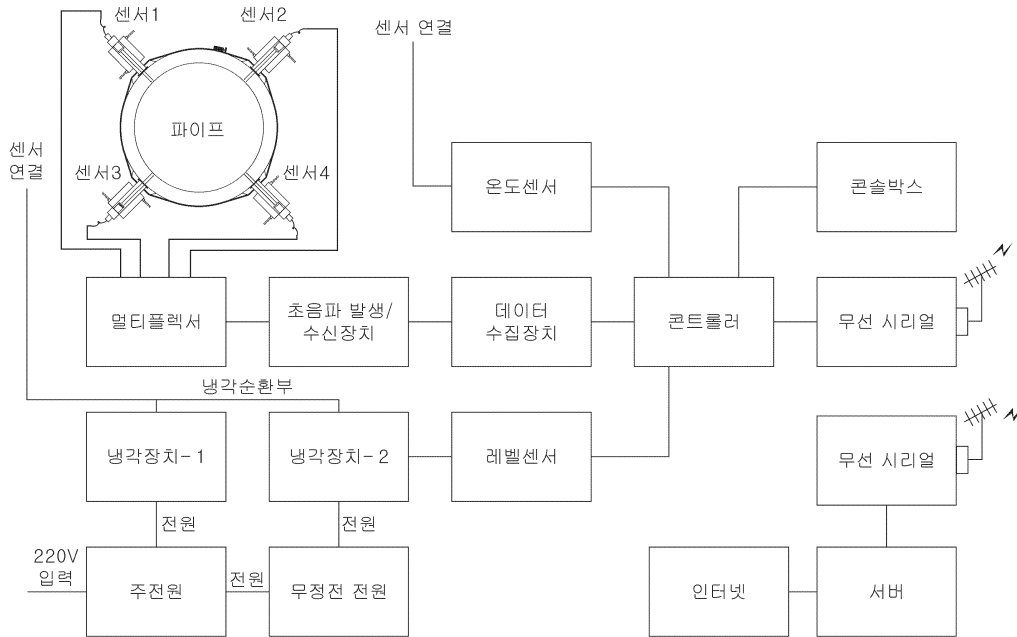 센서1
센서2
센서 연결
파이프
센서
연결
센서3
센서4
온도센서
콘솔박스
멀티플렉서
초음파 발생/
수신장치
데이터
수집장치
콘트롤러
무선 시리얼
냉각순환부
냉각장치-1
냉각장치-2
레벨센서
무선 시리얼
전원
전원
220V
입력
주전원
전원
무정전 전원
인터넷
서버